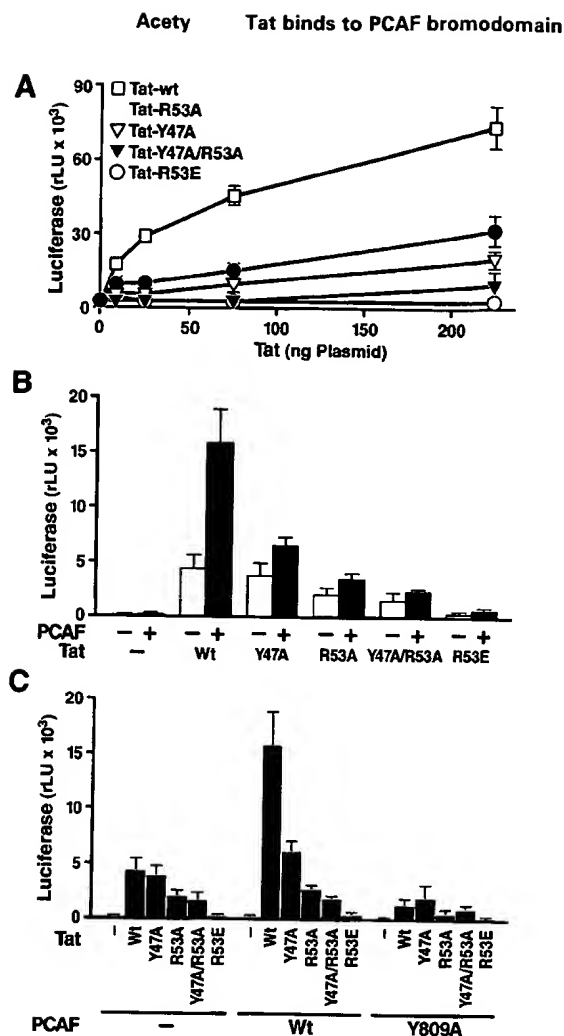 Acety Tat binds to PCAF bromodomain
A
Luciferase (rLU x 10³)
90
60
30
0
Tat-wt
Tat-R53A
Tat-Y47A
Tat-Y47A/R53A
Tat-R53E
0 50 100 150 200
Tat (ng Plasmid)
B
Luciferase (rLU x 10³)
20
15
10
5
0
PCAF − + − + − + − + − + − +
Tat − Wt Y47A R53A Y47A/R53A R53E
C
Luciferase (rLU x 10³)
20
15
10
5
0
Tat − Wt Y47A R53A Y47A/R53A R53E − Wt Y47A R53A Y47A/R53A R53E − Wt Y47A R53A Y47A/R53A R53E
PCAF − Wt Y809A